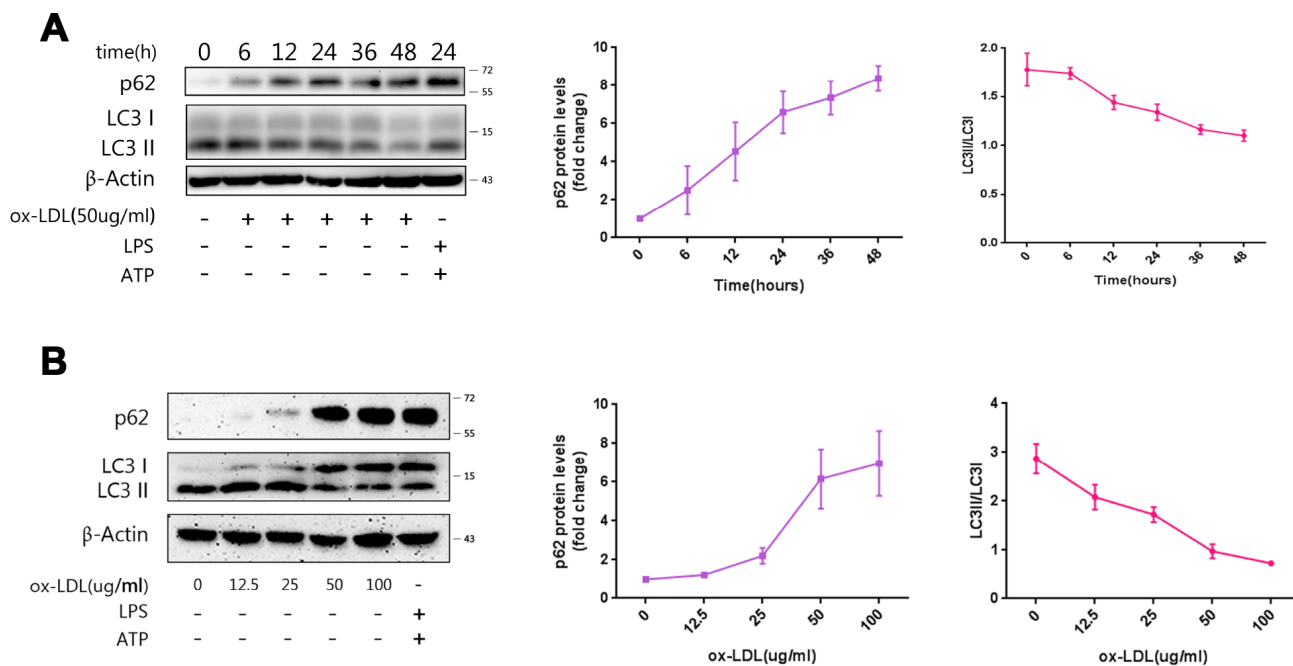 A
time(h) 0 6 12 24 36 48 24
p62
72
55
LC3 I
LC3 II
15
β-Actin
43
ox-LDL(50ug/ml) - + + + + + -
LPS - - - - - - +
ATP - - - - - - +
p62 protein levels
(fold change)
10
8
6
4
2
0
0 6 12 24 36 48
Time(hours)
LC3II/LC3I
2.0
1.5
1.0
0.5
0.0
0 6 12 24 36 48
Time(hours)
B
p62
72
55
LC3 I
LC3 II
15
β-Actin
43
ox-LDL(ug/ml) 0 12.5 25 50 100 -
LPS - - - - - +
ATP - - - - - +
p62 protein levels
(fold change)
10
8
6
4
2
0
0 12.5 25 50 100
ox-LDL(ug/ml)
LC3II/LC3I
4
3
2
1
0
0 12.5 25 50 100
ox-LDL(ug/ml)